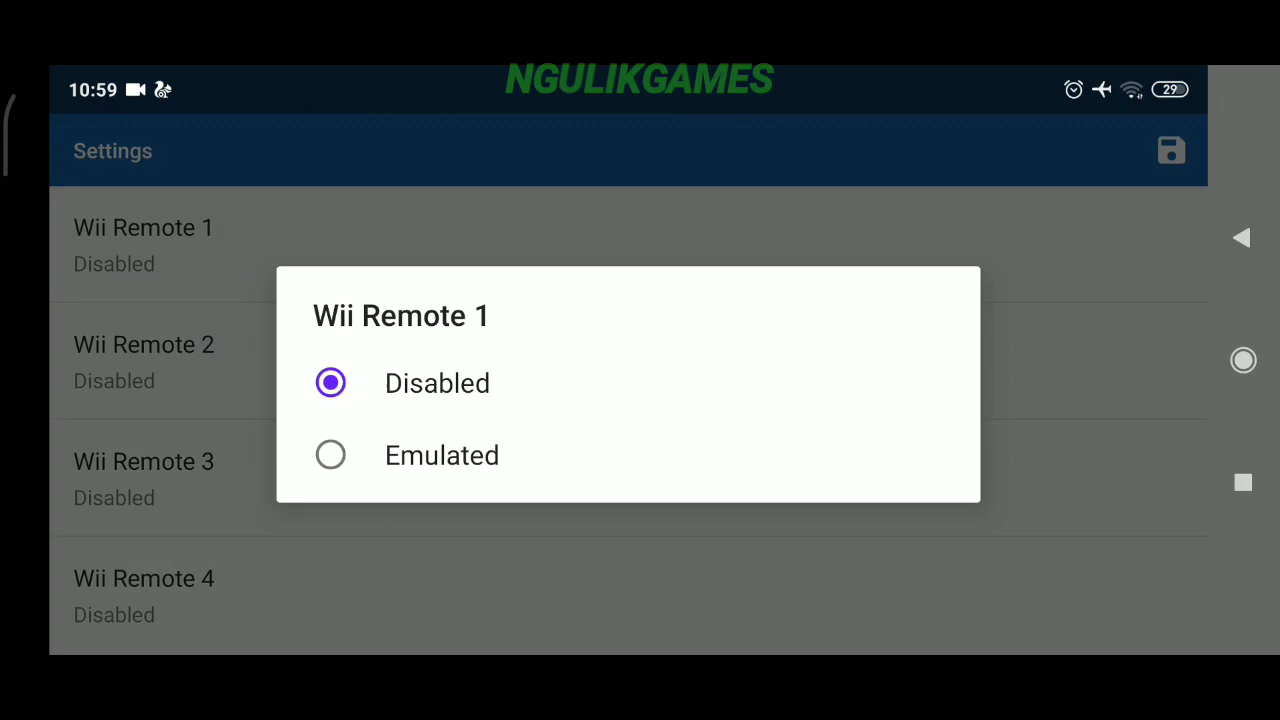 NGULIKGAMES
10:59
29
Settings
Wii Remote 1
Disabled
Wii Remote 2
Disabled
Wii Remote 3
Disabled
Wii Remote 4
Disabled
Wii Remote 1
Disabled
Emulated